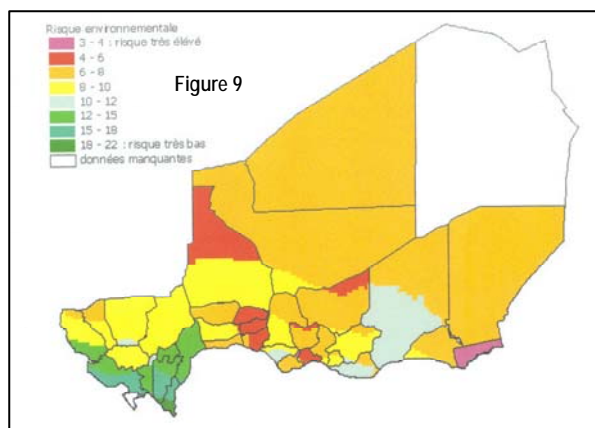 Risque environnementale
3 - 4 : risque très élévé
4 - 6
6 - 8
8 - 10
10 - 12
12 - 15
15 - 18
18 - 22 : risque très bas
données manquantes
Figure 9